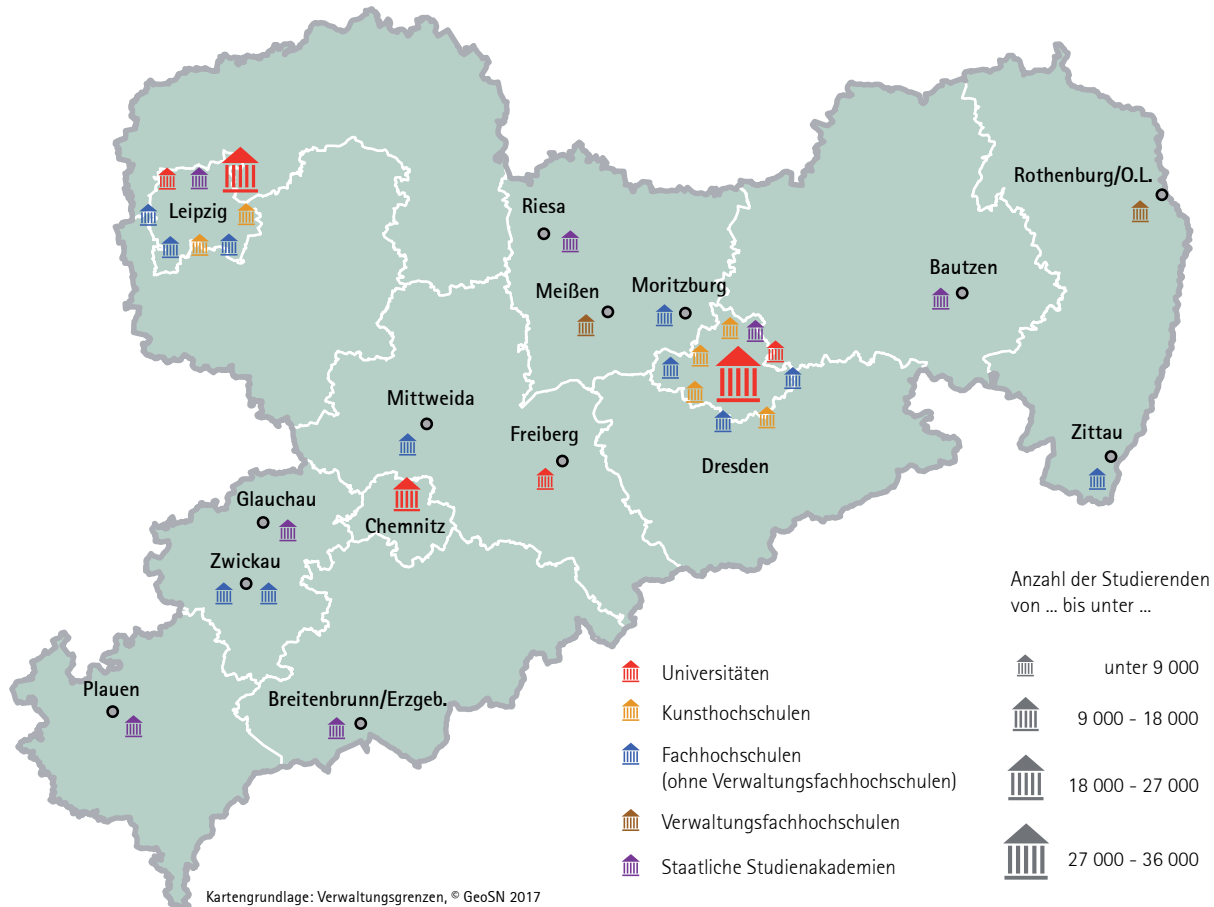 Rothenburg/O.L.
Leipzig
Riesa
Bautzen
Meißen
Moritzburg
Mittweida
Freiberg
Zittau
Dresden
Glauchau
Chemnitz
Zwickau
Plauen
Breitenbrunn/Erzgeb.
Universitäten
Kunsthochschulen
Fachhochschulen
(ohne Verwaltungsfachhochschulen)
Verwaltungsfachhochschulen
Staatliche Studienakademien
Anzahl der Studierenden
von ... bis unter ...
unter 9 000
9 000 - 18 000
18 000 - 27 000
27 000 - 36 000
Kartengrundlage: Verwaltungsgrenzen, © GeoSN 2017